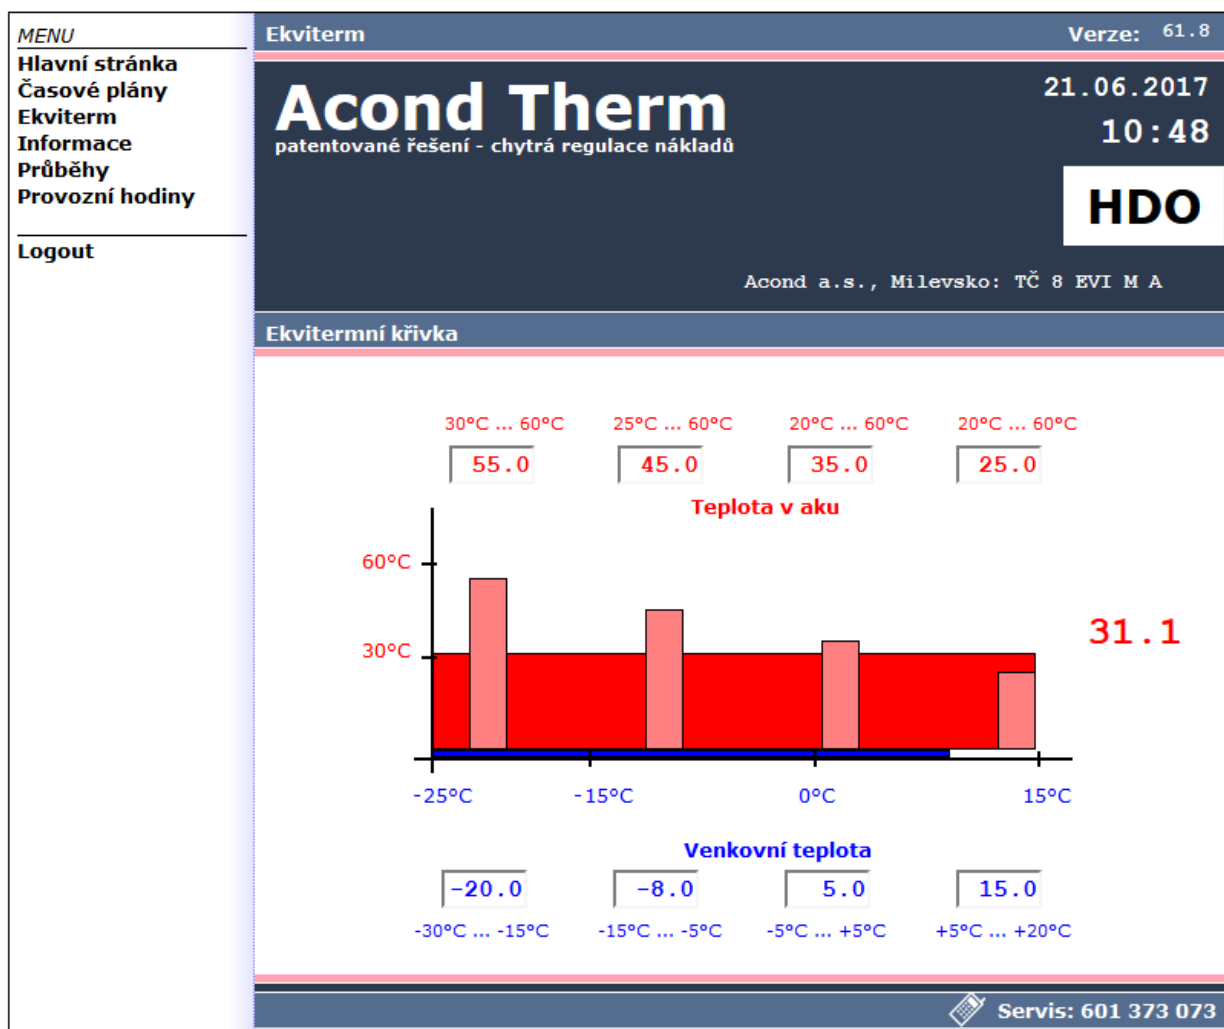 MENU
Hlavní stránka
Časové plány
Ekviterm
Informace
Průběhy
Provozní hodiny
Logout
Ekviterm
Verze: 61.8
Acond Therm
patentované řešení - chytrá regulace nákladů
21.06.2017
10:48
HDO
Acond a.s., Milevsko: TČ 8 EVI M A
Ekvitermní křivka
30°C ... 60°C 25°C ... 60°C 20°C ... 60°C 20°C ... 60°C
55.0 45.0 35.0 25.0
Teplota v aku
60°C
31.1
30°C
-25°C -15°C 0°C 15°C
Venkovní teplota
-20.0 -8.0 5.0 15.0
-30°C ... -15°C -15°C ... -5°C -5°C ... +5°C +5°C ... +20°C
Servis: 601 373 073